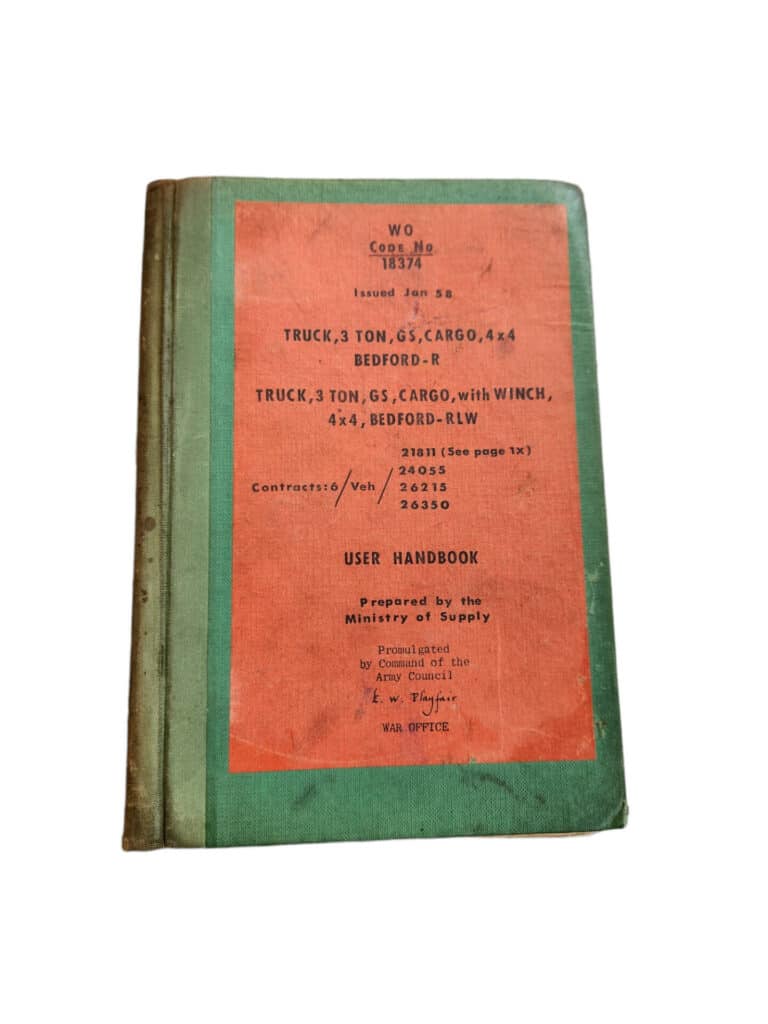 WO
CODE No
18374
Issued Jan 58
TRUCK, 3 TON, GS, CARGO, 4x4
BEDFORD-R
TRUCK, 3 TON, GS, CARGO, with WINCH,
4x4, BEDFORD-RLW
21811 (See page 1X)
24055
Contracts: 6/Veh/ 26215
26350
USER HANDBOOK
Prepared by the
Ministry of Supply
Promulgated
by Command of the
Army Council
E. W. Playfair
WAR OFFICE